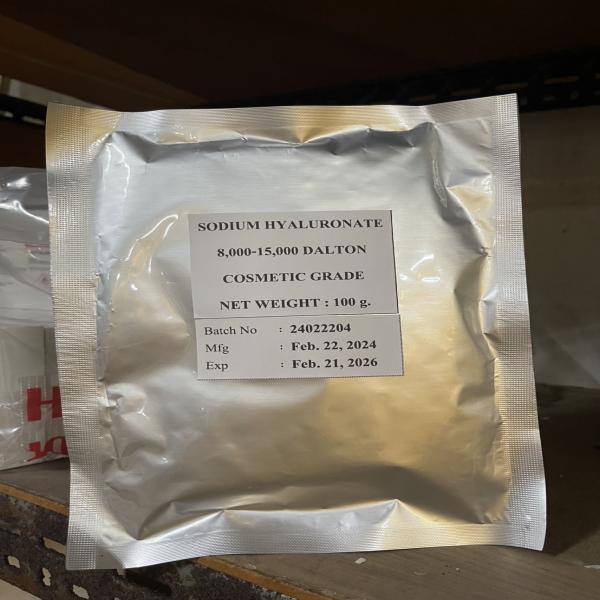 SODIUM HYALURONATE
8,000-15,000 DALTON
COSMETIC GRADE
NET WEIGHT : 100 g.
Batch No : 24022204
Mfg : Feb. 22, 2024
Exp : Feb. 21, 2026